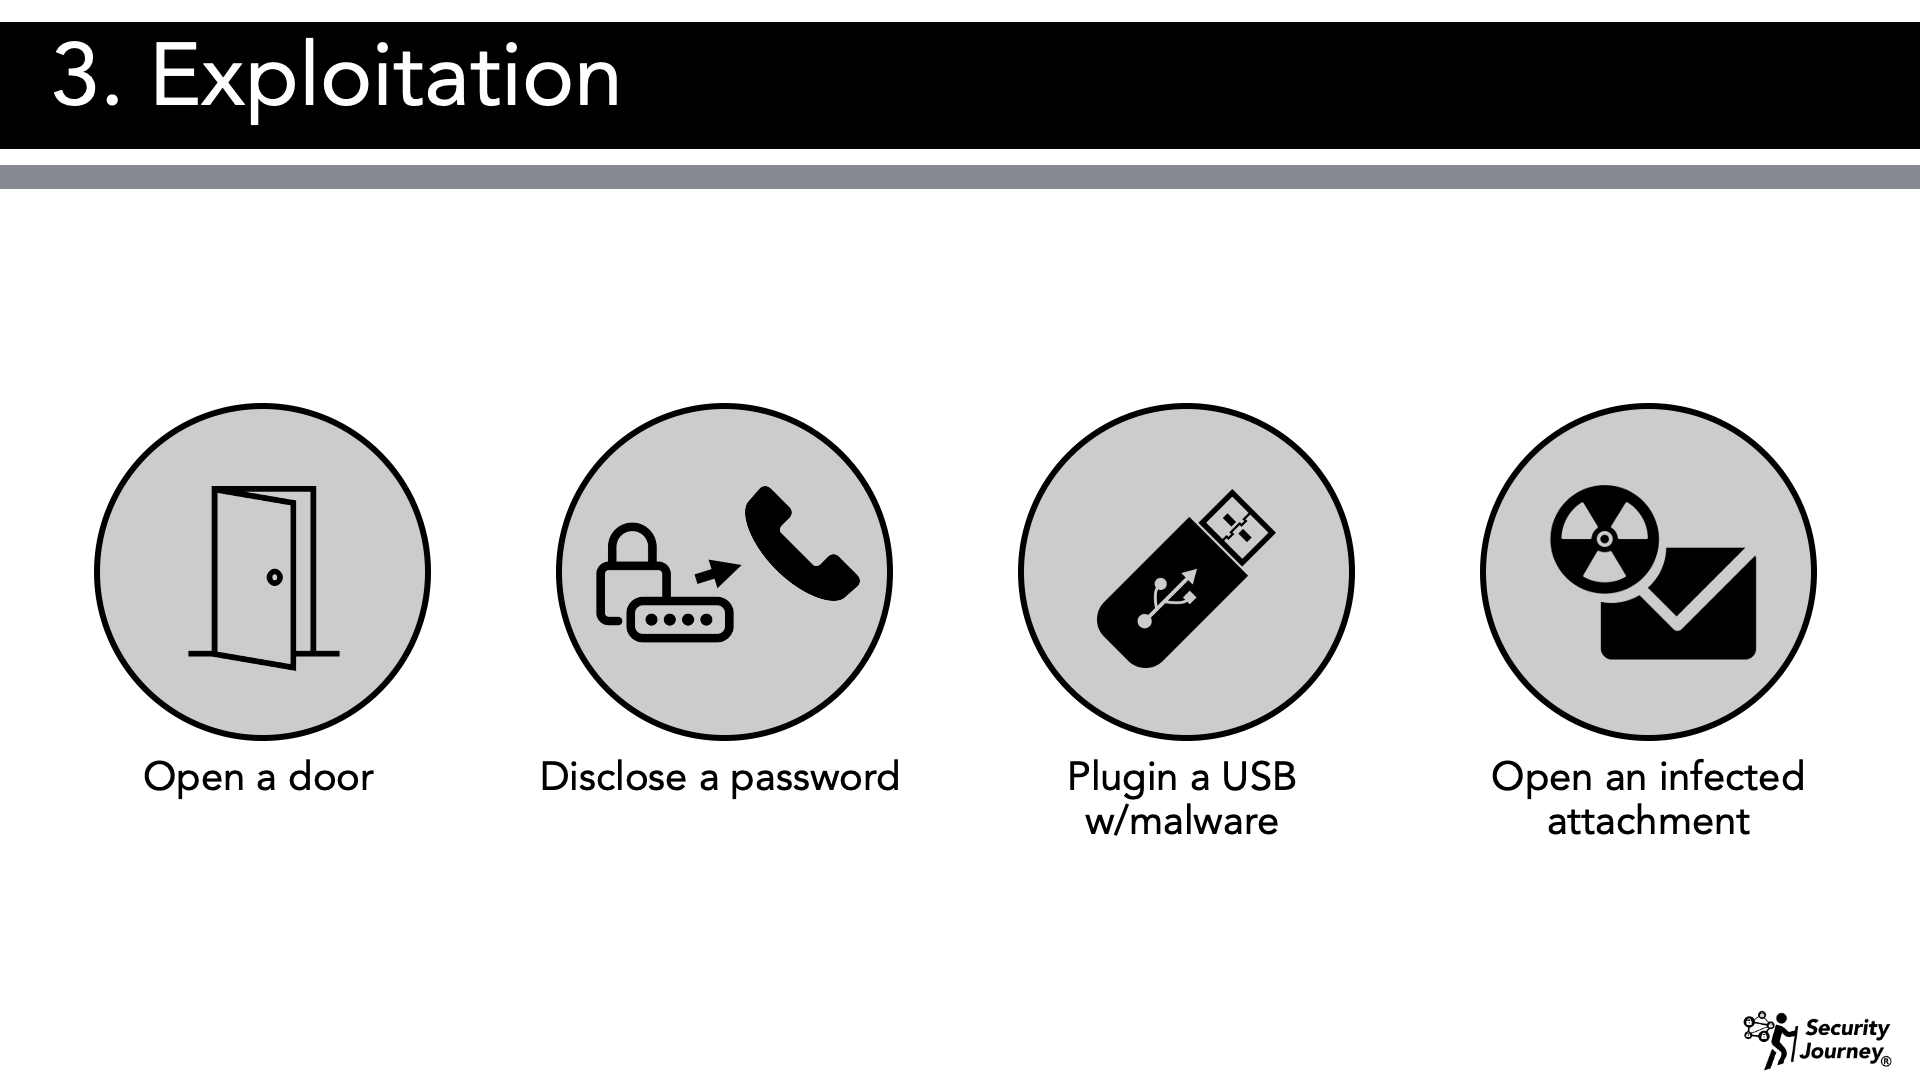 3. Exploitation
Open a door
Disclose a password
Plugin a USB
w/malware
Open an infected
attachment
Security
Journey®